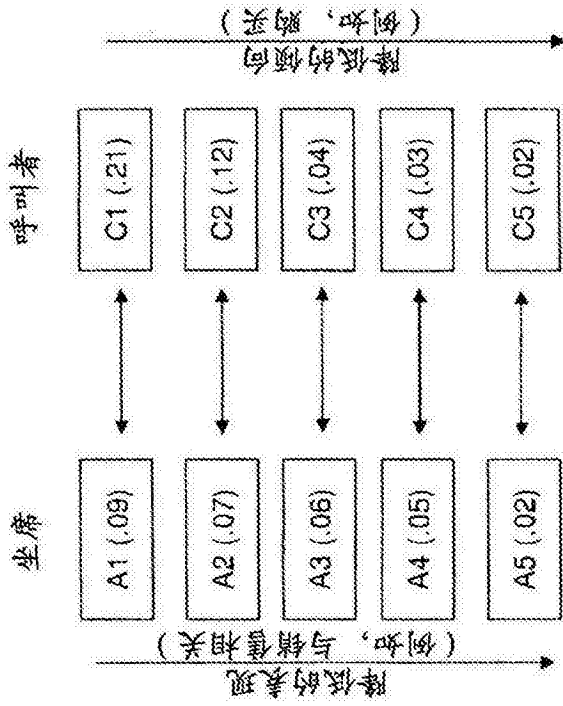 坐席
呼叫者
A1 (.09)
C1 (.21)
A2 (.07)
C2 (.12)
A3 (.06)
C3 (.04)
A4 (.05)
C4 (.03)
A5 (.02)
C5 (.02)
降低的表现
(例如, 与销售相关)
降低的倾向
(例如, 购买)